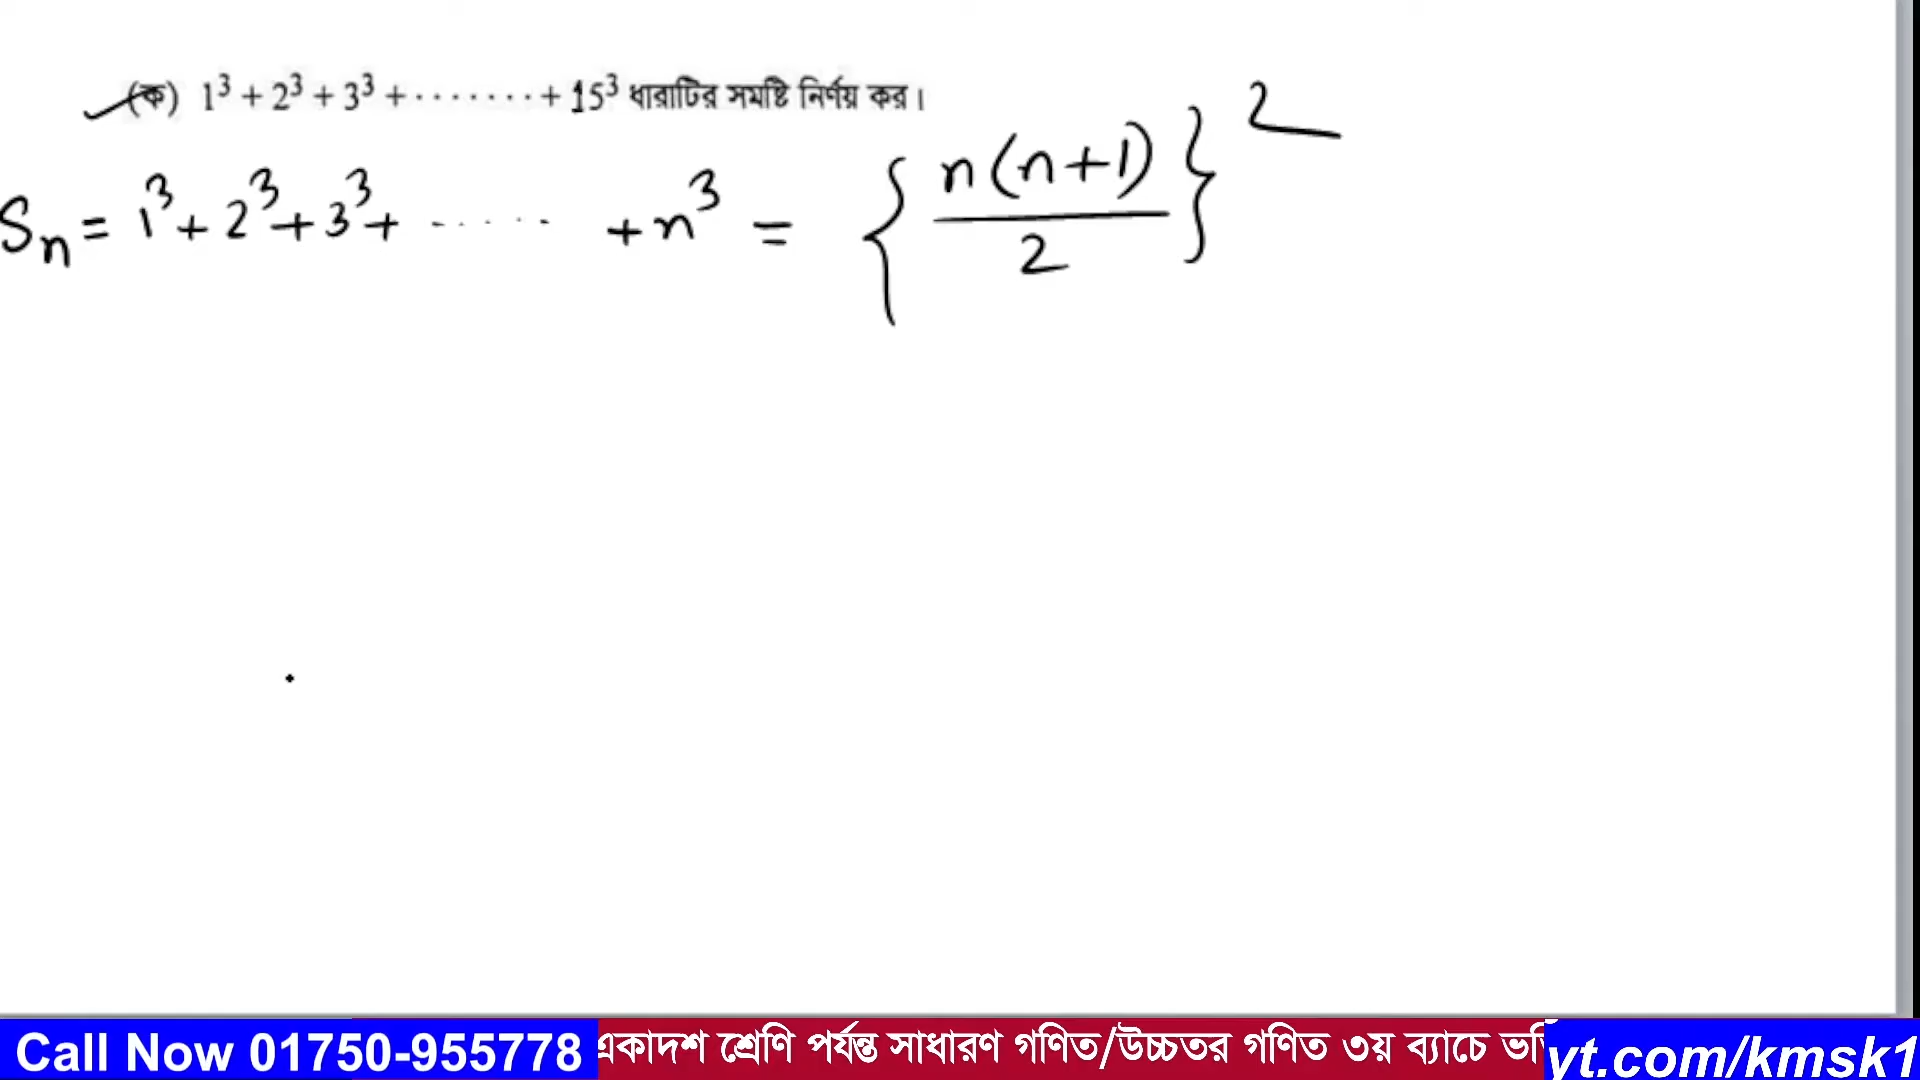 (ক) 1³ + 2³ + 3³ + ········ + 15³ ধারাটির সমষ্টি নির্ণয় কর।
Sn = 1³ + 2³ + 3³ + ······ + n³ = {n(n+1)/2}²
Call Now 01750-955778 একাদশ শ্রেণি পর্যন্ত সাধারণ গণিত/উচ্চতর গণিত ৩য় ব্যাচে yt.com/kmsk1